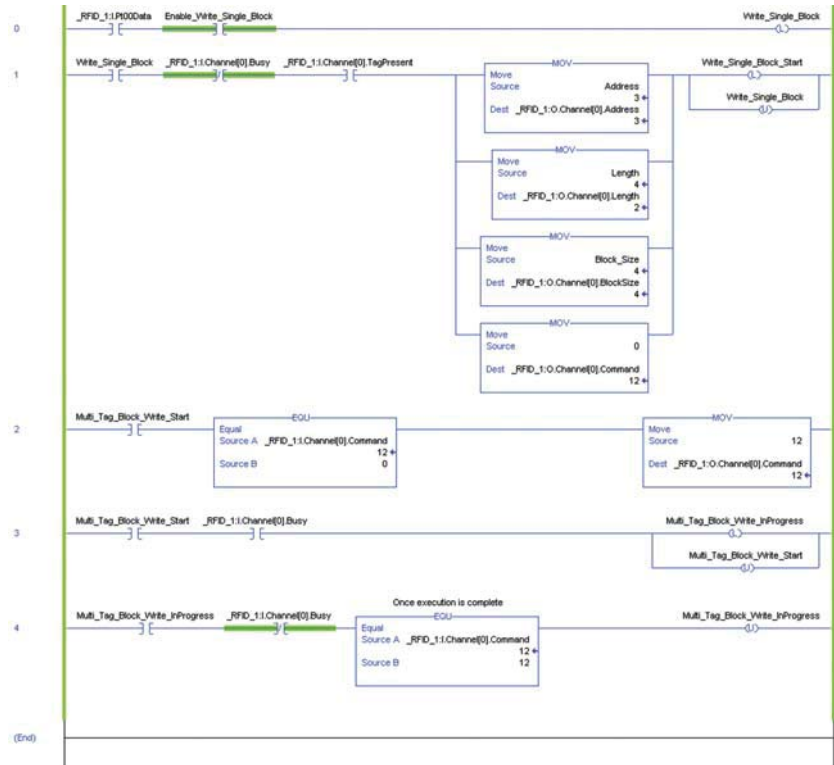 _RFID_1:I.Pt00Data Enable_Write_Single_Block Write_Single_Block
0 (L)
Write_Single_Block _RFID_1:I.Channel[0].Busy _RFID_1:I.Channel[0].TagPresent MOV Write_Single_Block_Start
1 Move (L)
Source Address
3
Dest _RFID_1:O.Channel[0].Address
3
Write_Single_Block
(U)
MOV
Move
Source Length
4
Dest _RFID_1:O.Channel[0].Length
2
MOV
Move
Source Block_Size
4
Dest _RFID_1:O.Channel[0].BlockSize
4
MOV
Move
Source 0
Dest _RFID_1:O.Channel[0].Command
12
Multi_Tag_Block_Write_Start EQU MOV
2 Equal Move
Source A _RFID_1:I.Channel[0].Command Source 12
12
Source B 0 Dest _RFID_1:O.Channel[0].Command
12
Multi_Tag_Block_Write_Start _RFID_1:I.Channel[0].Busy Multi_Tag_Block_Write_InProgress
3 (L)
Multi_Tag_Block_Write_Start
(U)
Once execution is complete
Multi_Tag_Block_Write_InProgress _RFID_1:I.Channel[0].Busy EQU Multi_Tag_Block_Write_InProgress
4 Equal (U)
Source A _RFID_1:I.Channel[0].Command
12
Source B 12
(End)